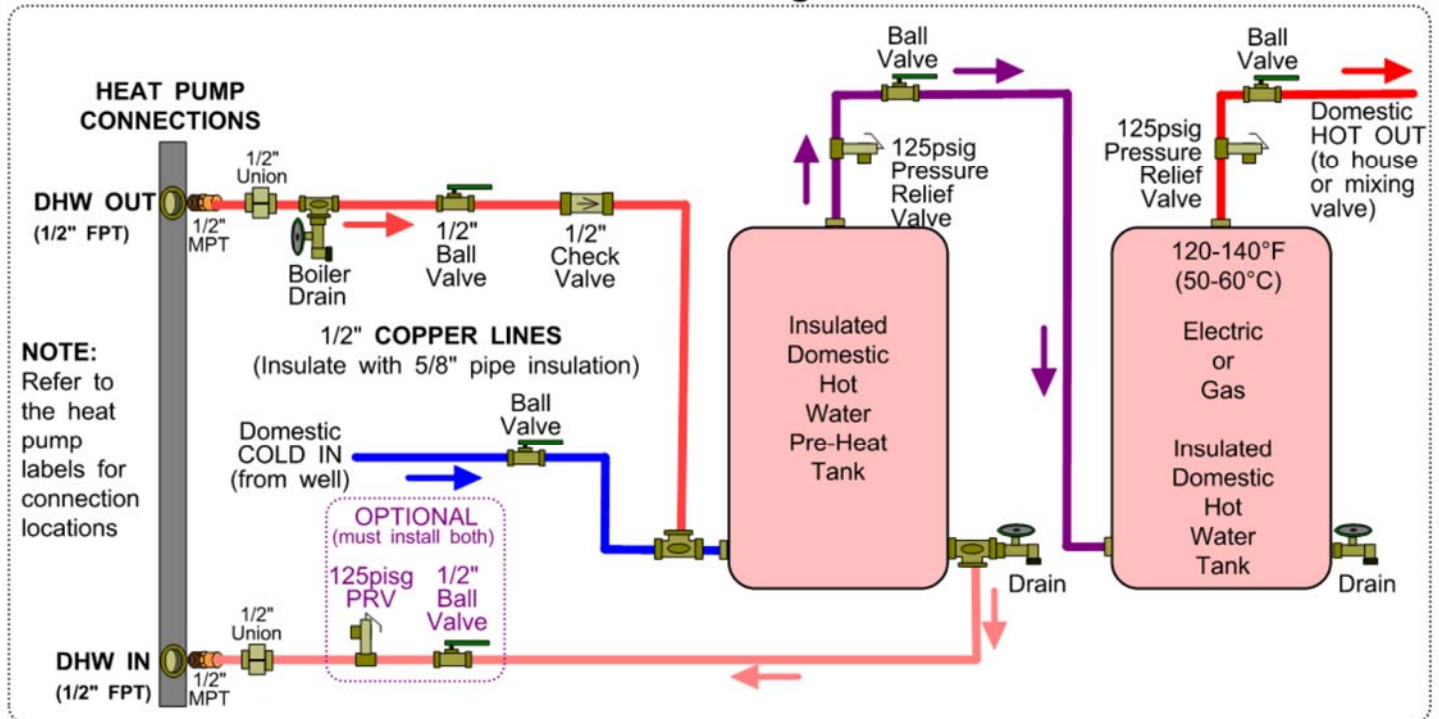 HEAT PUMP
CONNECTIONS
DHW OUT
(1/2" FPT)
1/2"
MPT
1/2"
Union
Boiler
Drain
1/2"
Ball
Valve
1/2"
Check
Valve
1/2" COPPER LINES
(Insulate with 5/8" pipe insulation)
NOTE:
Refer to
the heat
pump
labels for
connection
locations
Domestic
COLD IN
(from well)
Ball
Valve
OPTIONAL
(must install both)
125pisg
PRV
1/2"
Ball
Valve
1/2"
Union
DHW IN
(1/2" FPT)
1/2"
MPT
Ball
Valve
125psig
Pressure
Relief
Valve
Insulated
Domestic
Hot
Water
Pre-Heat
Tank
Drain
Ball
Valve
125psig
Pressure
Relief
Valve
Domestic
HOT OUT
(to house
or mixing
valve)
120-140°F
(50-60°C)
Electric
or
Gas
Insulated
Domestic
Hot
Water
Tank
Drain